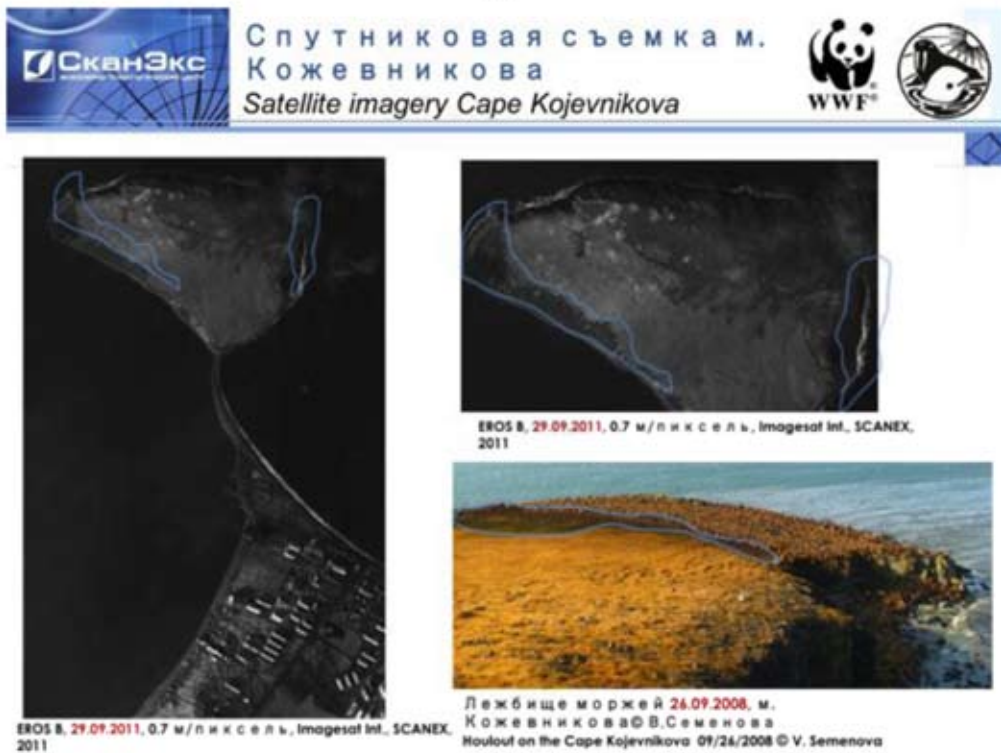 СканЭкс
Спутниковая съемка м.
Кожевникова
Satellite imagery Cape Kojevnikova
WWF®
EROS B, 29.09.2011, 0.7 м/пиксель, Imagesat Int., SCANEX,
2011
EROS B, 29.09.2011, 0.7 м/пиксель, Imagesat Int., SCANEX,
2011
Лежбище моржей 26.09.2008, м.
Кожевникова© В.Семенова
Houlout on the Cape Kojevnikova 09/26/2008 © V. Semenova